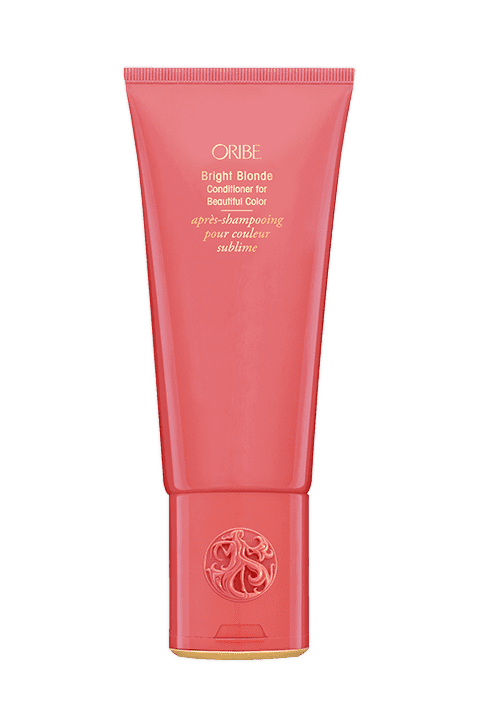 ORIBE
Bright Blonde
Conditioner for
Beautiful Color
après-shampooing
pour couleur
sublime